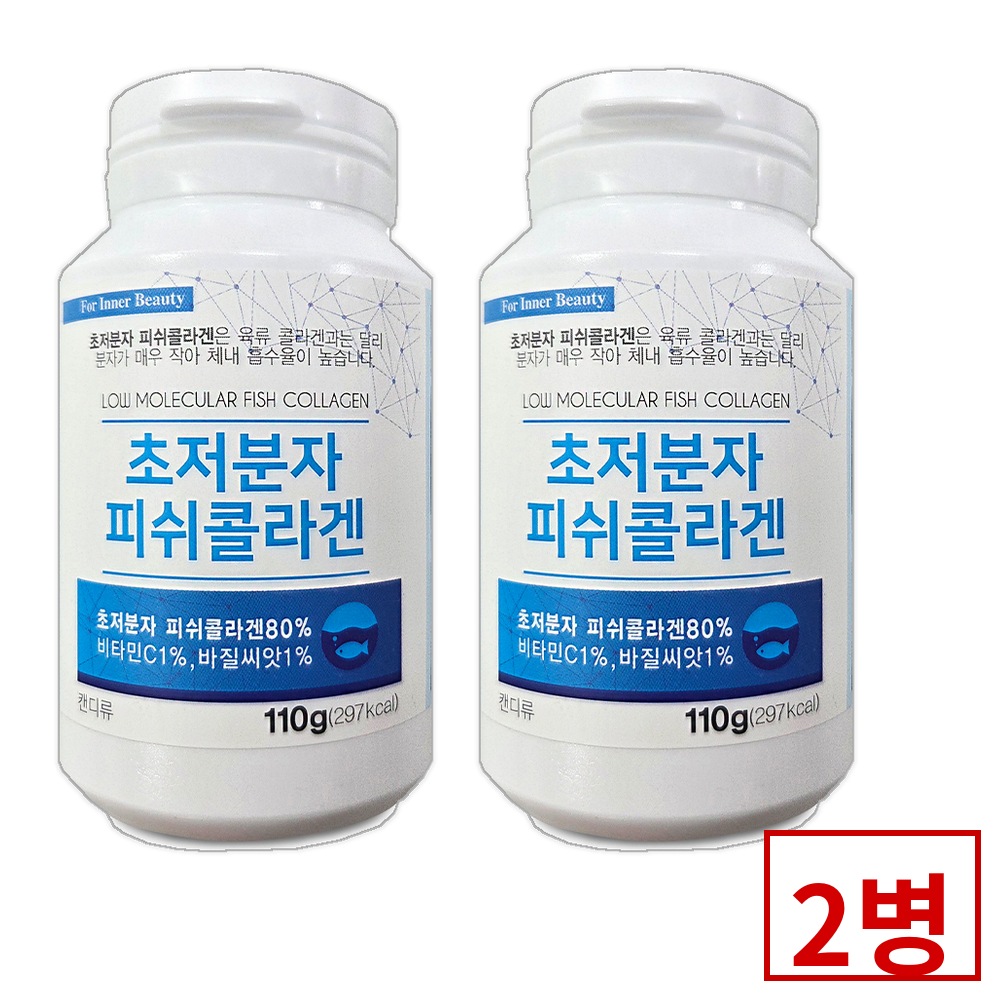 For Inner Beauty
초저분자 피쉬콜라겐은 육류 콜라겐과는 달리
분자가 매우 작아 체내 흡수율이 높습니다.
LOW MOLECULAR FISH COLLAGEN
초저분자
피쉬콜라겐
초저분자 피쉬콜라겐80%
비타민C1%,바질씨앗1%
캔디류
110g(297kcal)
For Inner Beauty
초저분자 피쉬콜라겐은 육류 콜라겐과는 달리
분자가 매우 작아 체내 흡수율이 높습니다.
LOW MOLECULAR FISH COLLAGEN
초저분자
피쉬콜라겐
초저분자 피쉬콜라겐80%
비타민C1%,바질씨앗1%
캔디류
110g(297kcal)
2병